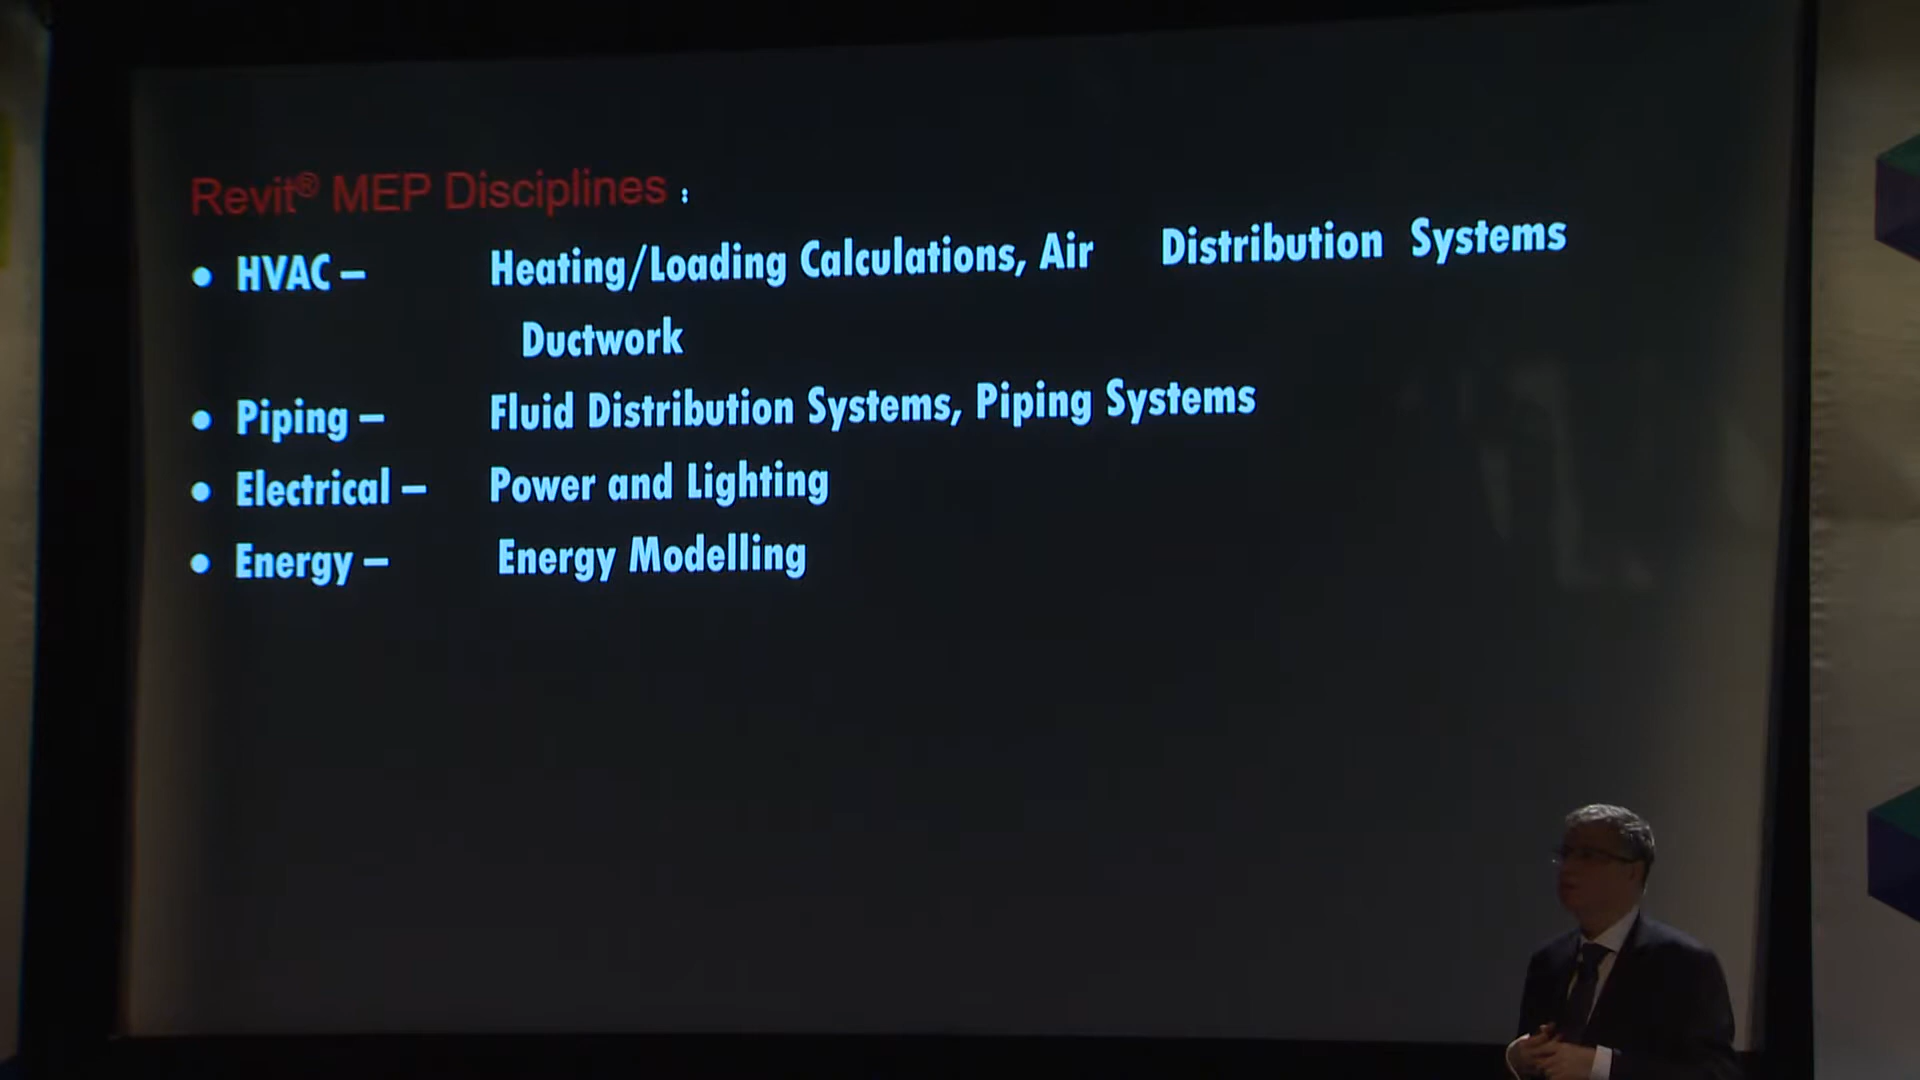 Revit® MEP Disciplines :
• HVAC – Heating/Loading Calculations, Air Distribution Systems
Ductwork
• Piping – Fluid Distribution Systems, Piping Systems
• Electrical – Power and Lighting
• Energy – Energy Modelling